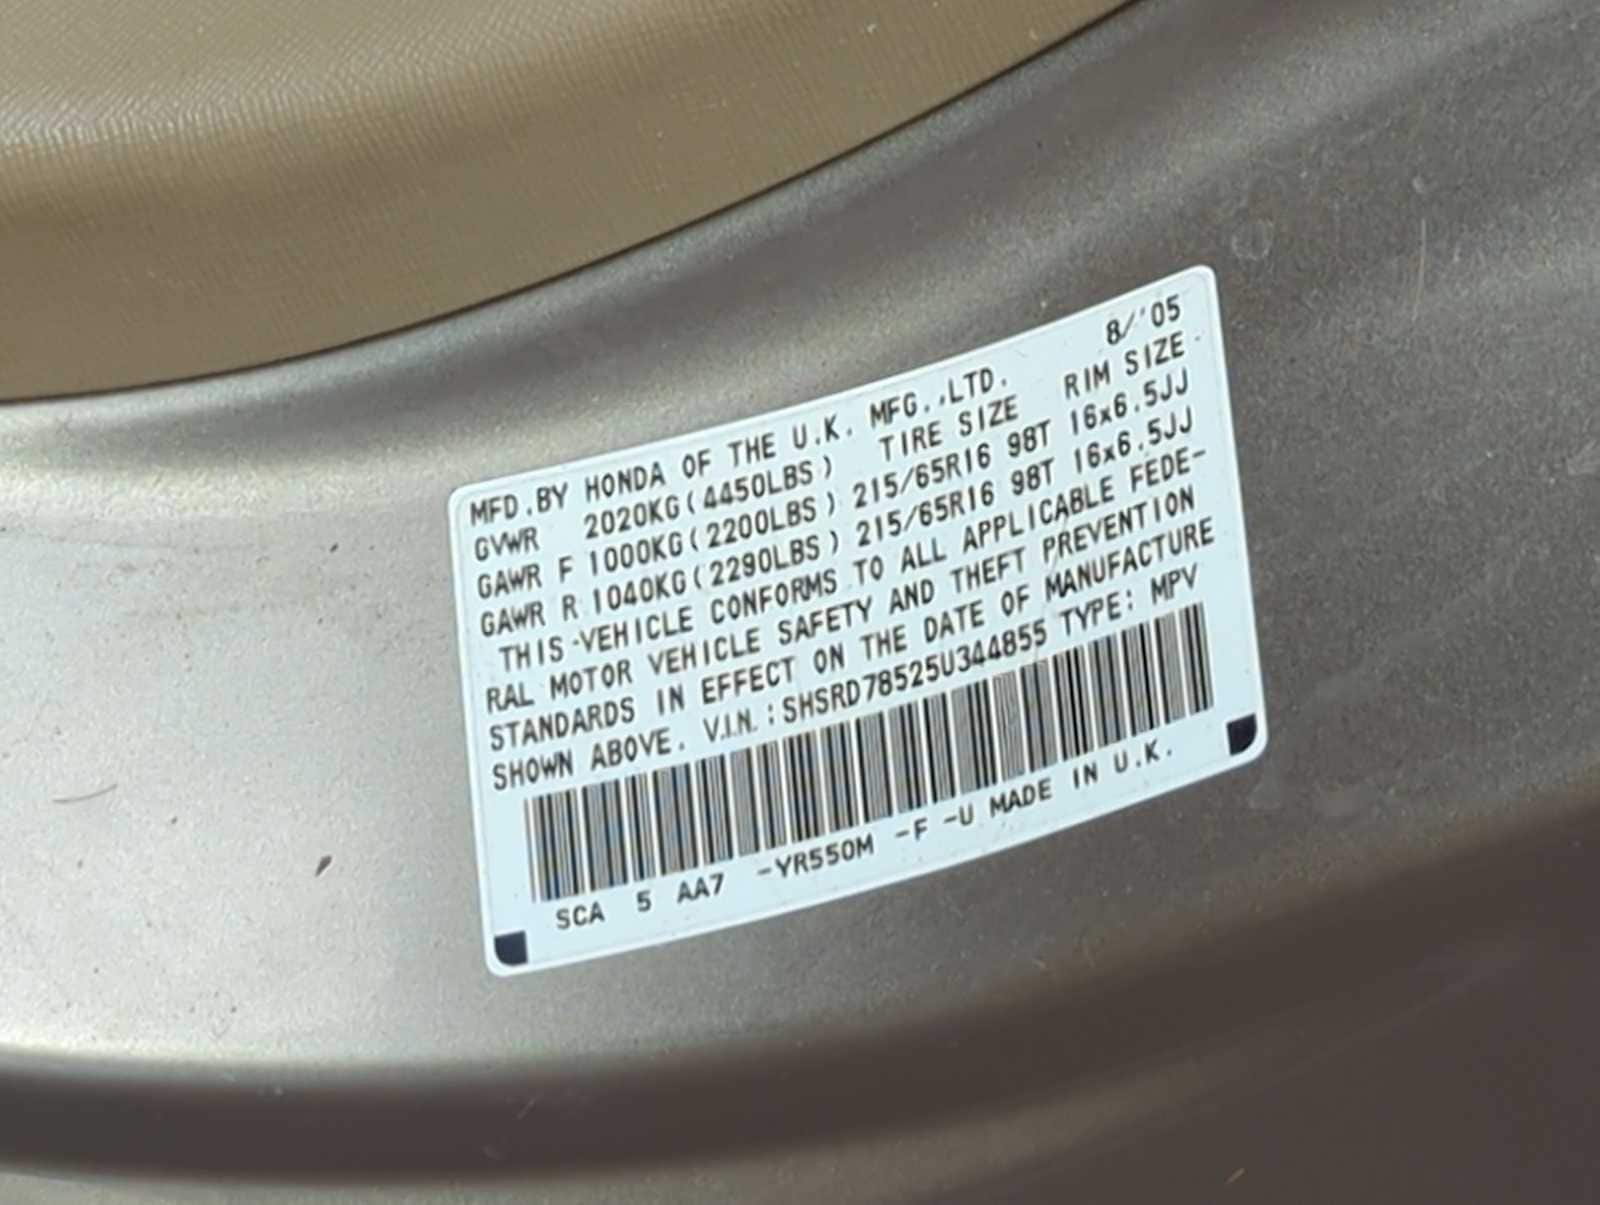 8/'05
MFD.BY HONDA OF THE U.K. MFG.,LTD.
GVWR 2020KG(4450LBS) TIRE SIZE RIM SIZE
GAWR F 1000KG(2200LBS) 215/65R16 98T 16x6.5JJ
GAWR R 1040KG(2290LBS) 215/65R16 98T 16x6.5JJ
THIS VEHICLE CONFORMS TO ALL APPLICABLE FEDE-
RAL MOTOR VEHICLE SAFETY AND THEFT PREVENTION
STANDARDS IN EFFECT ON THE DATE OF MANUFACTURE
SHOWN ABOVE. V.I.N.:SHSRD78525U344855 TYPE: MPV
SCA 5 AA7 -YR550M -F -U MADE IN U.K.